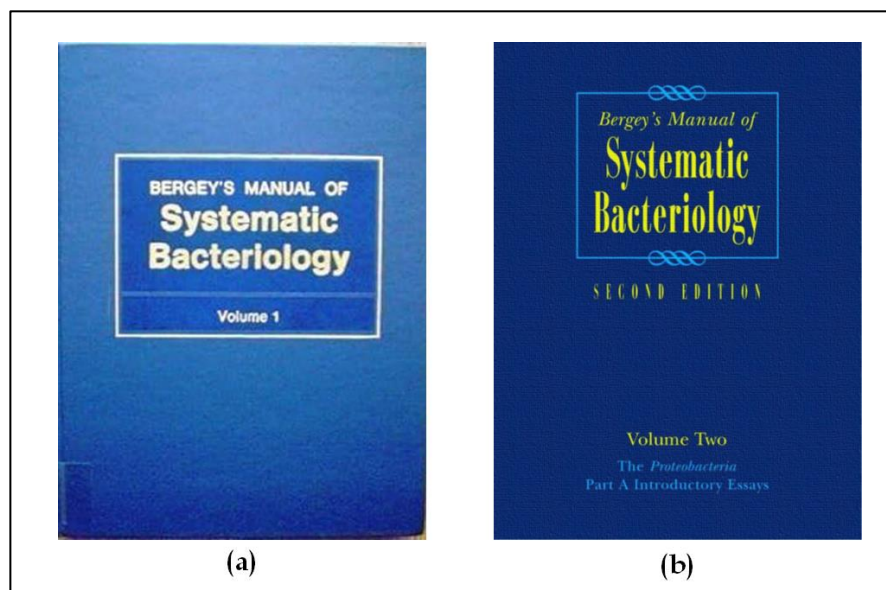 BERGEY'S MANUAL OF
Systematic
Bacteriology
Volume 1
(a)
Bergey's Manual of
Systematic
Bacteriology
SECOND EDITION
Volume Two
The Proteobacteria
Part A Introductory Essays
(b)